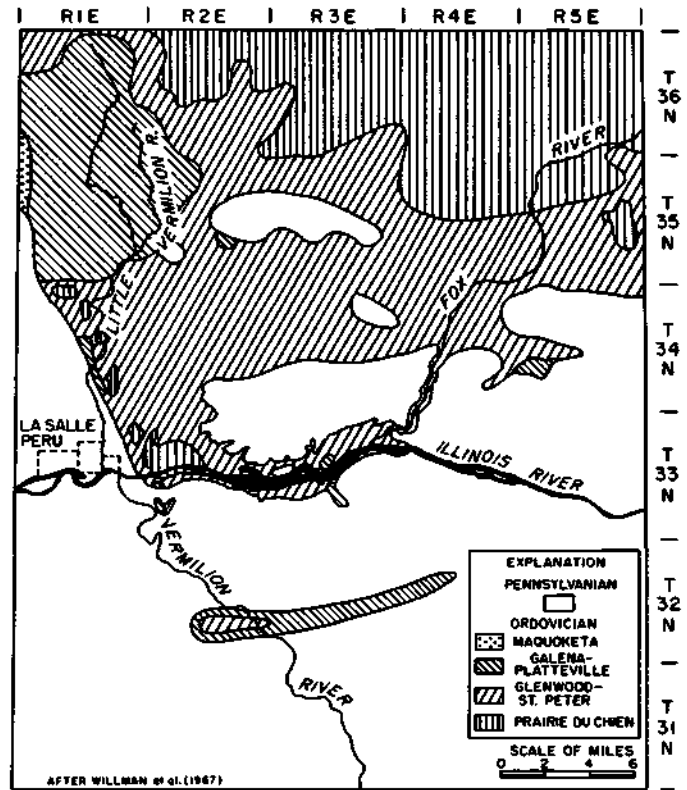 R1E R2E R3E R4E R5E
T
36
N
T
35
N
T
34
N
T
33
N
T
32
N
T
31
N
RIVER
LITTLE VERMILION R.
FOX
LA SALLE
PERU
ILLINOIS RIVER
VERMILION
RIVER
EXPLANATION
PENNSYLVANIAN
ORDOVICIAN
MAQUOKETA
GALENA-
PLATTEVILLE
GLENWOOD-
ST. PETER
PRAIRIE DU CHIEN
SCALE OF MILES
0 2 4 6
AFTER WILLMAN et al. (1967)